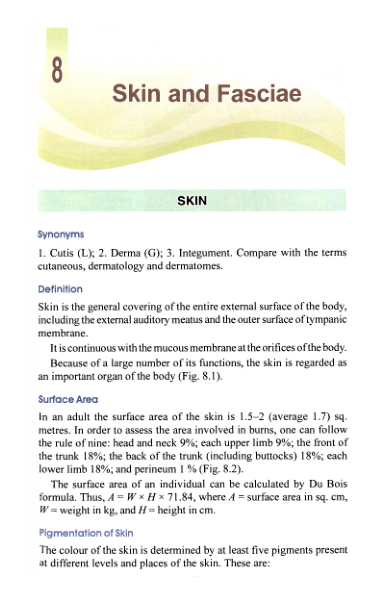 8
Skin and Fasciae
SKIN
Synonyms
1. Cutis (L); 2. Derma (G); 3. Integument. Compare with the terms
cutaneous, dermatology and dermatomes.
Definition
Skin is the general covering of the entire external surface of the body,
including the external auditory meatus and the outer surface of tympanic
membrane.
It is continuous with the mucous membrane at the orifices of the body.
Because of a large number of its functions, the skin is regarded as
an important organ of the body (Fig. 8.1).
Surface Area
In an adult the surface area of the skin is 1.5–2 (average 1.7) sq.
metres. In order to assess the area involved in burns, one can follow
the rule of nine: head and neck 9%; each upper limb 9%; the front of
the trunk 18%; the back of the trunk (including buttocks) 18%; each
lower limb 18%; and perineum 1 % (Fig. 8.2).
The surface area of an individual can be calculated by Du Bois
formula. Thus, A = W × H × 71.84, where A = surface area in sq. cm,
W = weight in kg, and H = height in cm.
Pigmentation of Skin
The colour of the skin is determined by at least five pigments present
at different levels and places of the skin. These are: